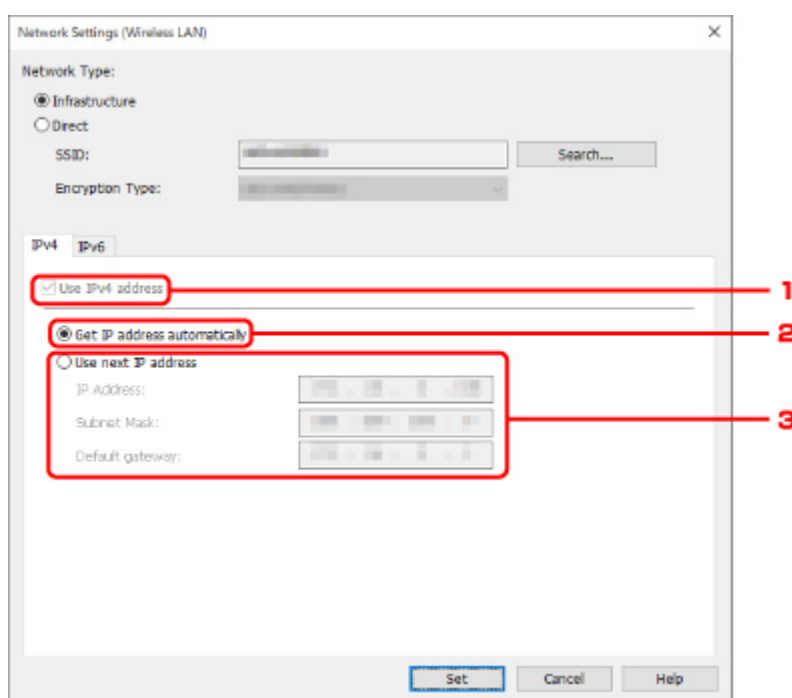 Network Settings (Wireless LAN)
Network Type:
Infrastructure
Direct
SSID: Search....
Encryption Type:
IPv4 IPv6
Use IPv4 address 1
Get IP address automatically 2
Use next IP address
IP Address:
Subnet Mask: 3
Default gateway:
Set Cancel Help